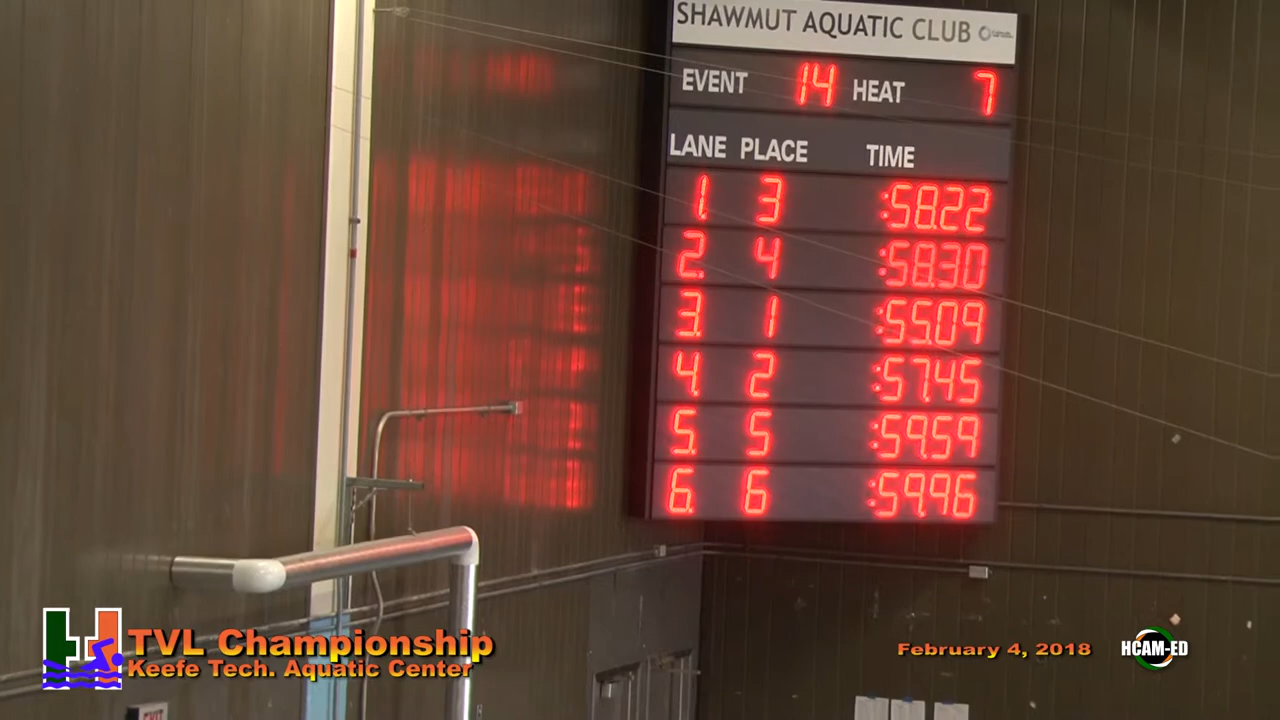 SHAWMUT AQUATIC CLUB
EVENT 14 HEAT 7
LANE PLACE TIME
1 3 :58.22
2 4 :58.30
3 1 :55.09
4 2 :57.45
5 5 :59.59
6 6 :59.96
TVL Championship
Keefe Tech. Aquatic Center
February 4, 2018
HCAM-ED
EXIT